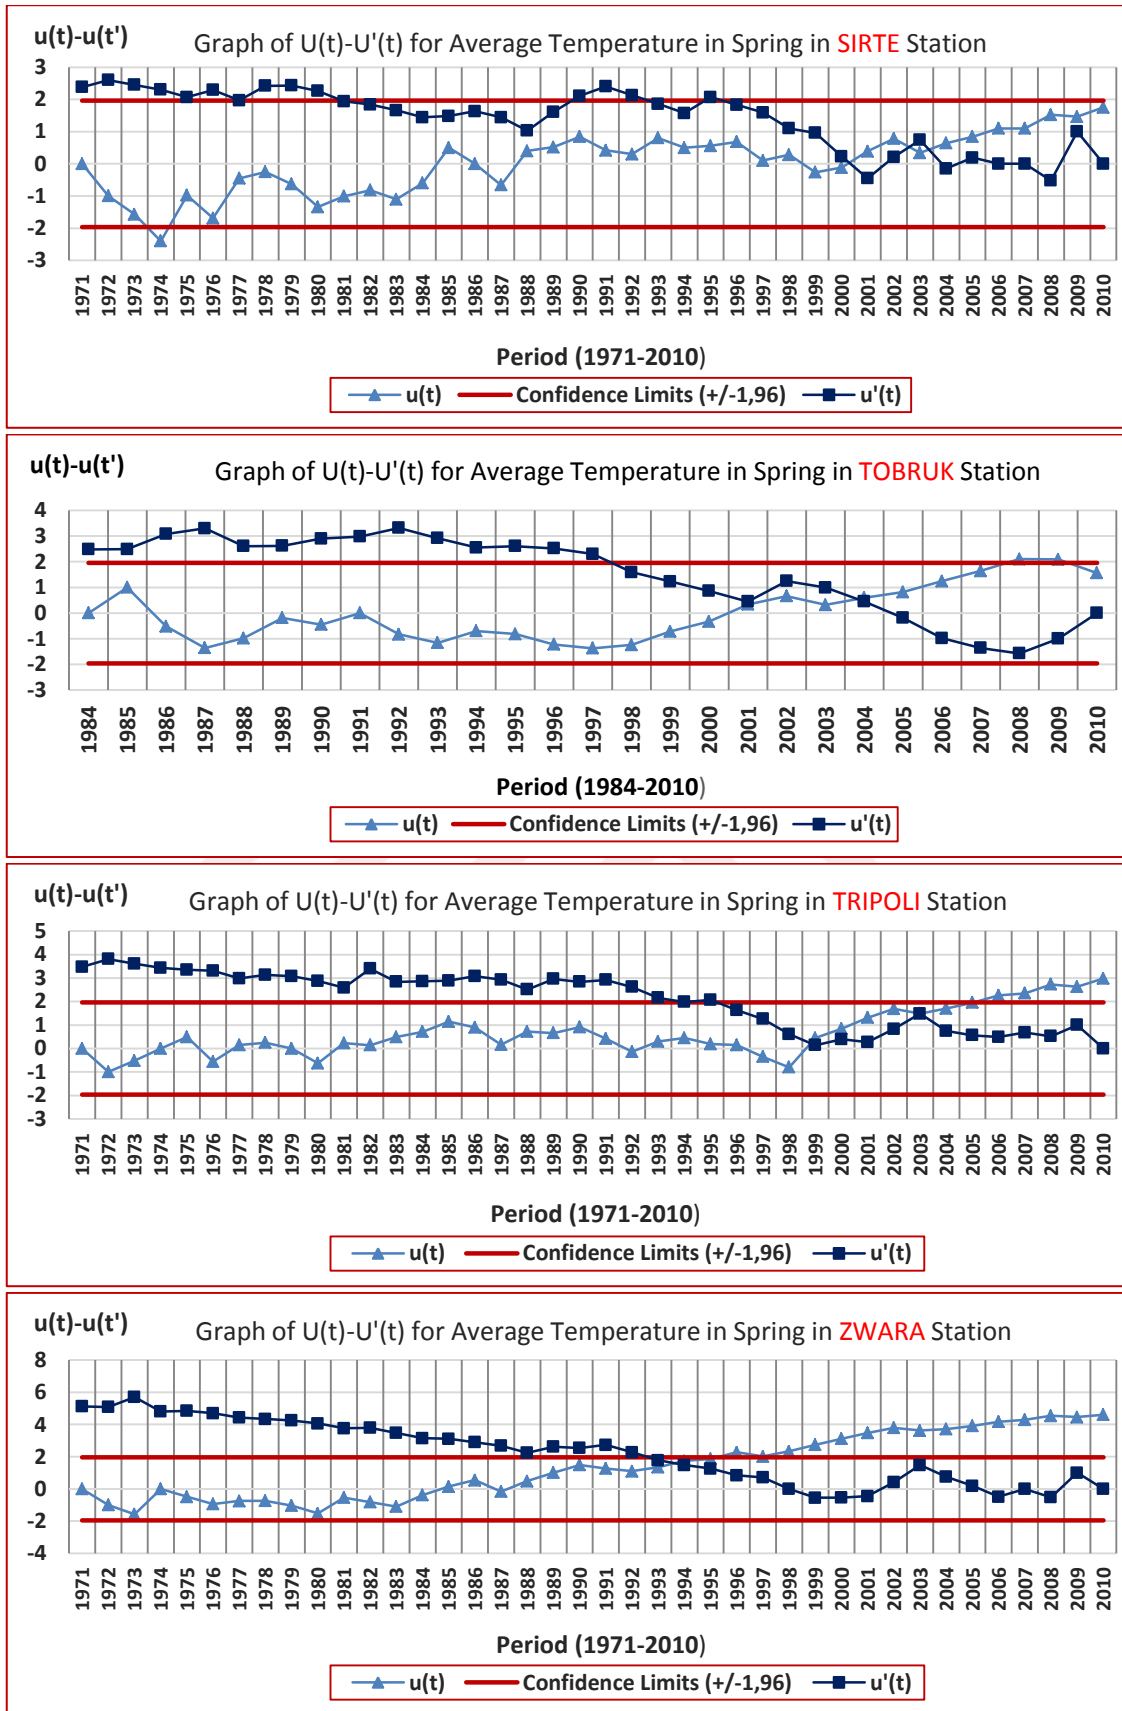 u(t)-u(t')
Graph of U(t)-U'(t) for Average Temperature in Spring in SIRTE Station
3
2
1
0
-1
-2
-3
1971 1972 1973 1974 1975 1976 1977 1978 1979 1980 1981 1982 1983 1984 1985 1986 1987 1988 1989 1990 1991 1992 1993 1994 1995 1996 1997 1998 1999 2000 2001 2002 2003 2004 2005 2006 2007 2008 2009 2010
Period (1971-2010)
u(t) Confidence Limits (+/-1,96) u'(t)
u(t)-u(t')
Graph of U(t)-U'(t) for Average Temperature in Spring in TOBRUK Station
4
3
2
1
0
-1
-2
-3
1984 1985 1986 1987 1988 1989 1990 1991 1992 1993 1994 1995 1996 1997 1998 1999 2000 2001 2002 2003 2004 2005 2006 2007 2008 2009 2010
Period (1984-2010)
u(t) Confidence Limits (+/-1,96) u'(t)
u(t)-u(t')
Graph of U(t)-U'(t) for Average Temperature in Spring in TRIPOLI Station
5
4
3
2
1
0
-1
-2
-3
1971 1972 1973 1974 1975 1976 1977 1978 1979 1980 1981 1982 1983 1984 1985 1986 1987 1988 1989 1990 1991 1992 1993 1994 1995 1996 1997 1998 1999 2000 2001 2002 2003 2004 2005 2006 2007 2008 2009 2010
Period (1971-2010)
u(t) Confidence Limits (+/-1,96) u'(t)
u(t)-u(t')
Graph of U(t)-U'(t) for Average Temperature in Spring in ZWARA Station
8
6
4
2
0
-2
-4
1971 1972 1973 1974 1975 1976 1977 1978 1979 1980 1981 1982 1983 1984 1985 1986 1987 1988 1989 1990 1991 1992 1993 1994 1995 1996 1997 1998 1999 2000 2001 2002 2003 2004 2005 2006 2007 2008 2009 2010
Period (1971-2010)
u(t) Confidence Limits (+/-1,96) u'(t)